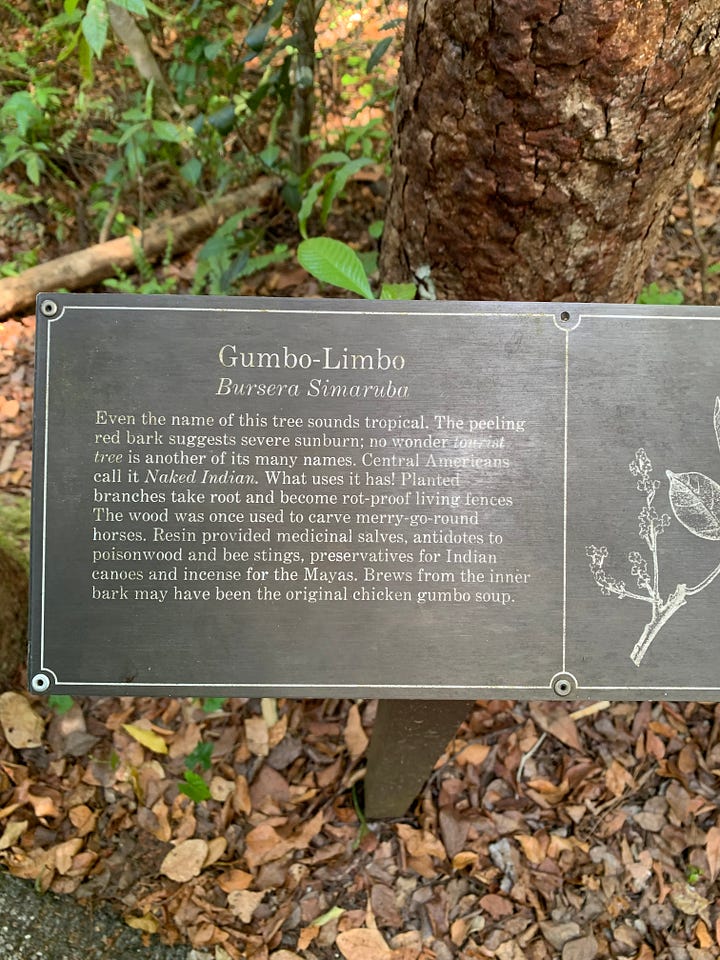 Gumbo-Limbo
Bursera Simaruba
Even the name of this tree sounds tropical. The peeling
red bark suggests severe sunburn; no wonder tourist
tree is another of its many names. Central Americans
call it Naked Indian. What uses it has! Planted
branches take root and become rot-proof living fences
The wood was once used to carve merry-go-round
horses. Resin provided medicinal salves, antidotes to
poisonwood and bee stings, preservatives for Indian
canoes and incense for the Mayas. Brews from the inner
bark may have been the original chicken gumbo soup.